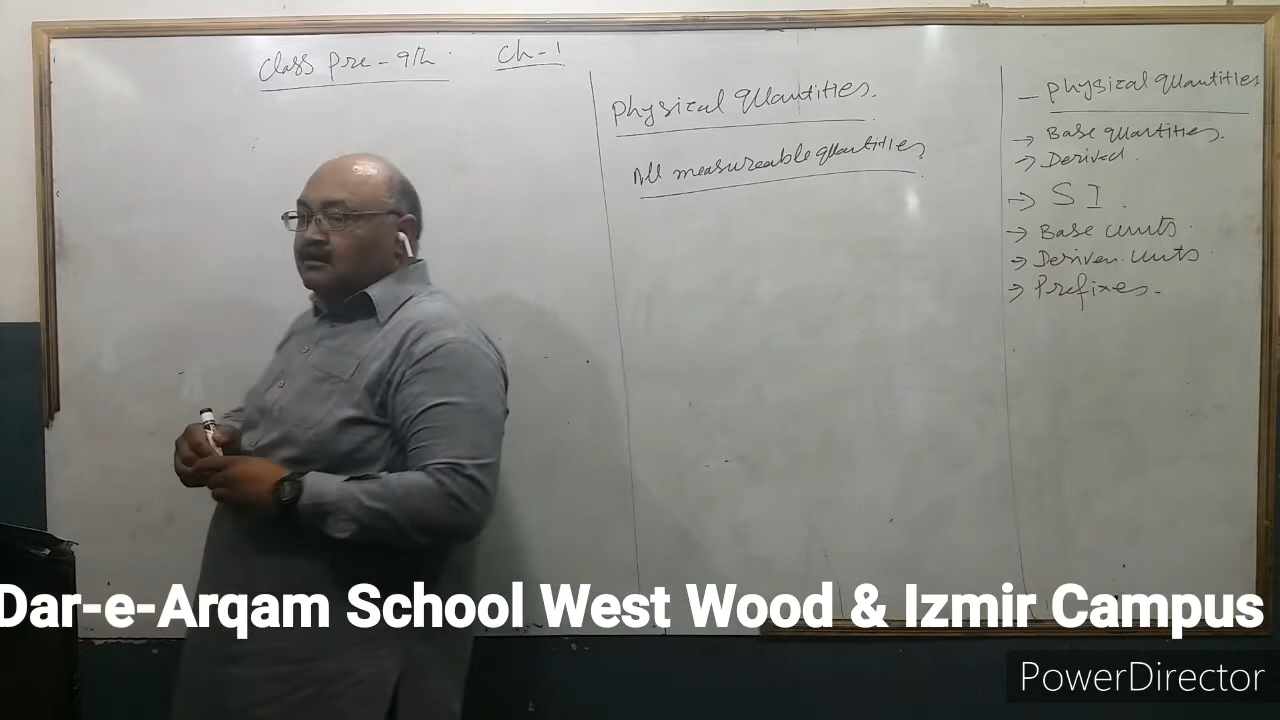 Class Pre-9th. Ch-1
Physical Quantities.
All measureable quantities.
- Physical Quantities
→ Base quantities.
→ Derived.
→ SI.
→ Base units.
→ Deriven units.
→ Prefixes.
Dar-e-Arqam School West Wood & Izmir Campus
PowerDirector